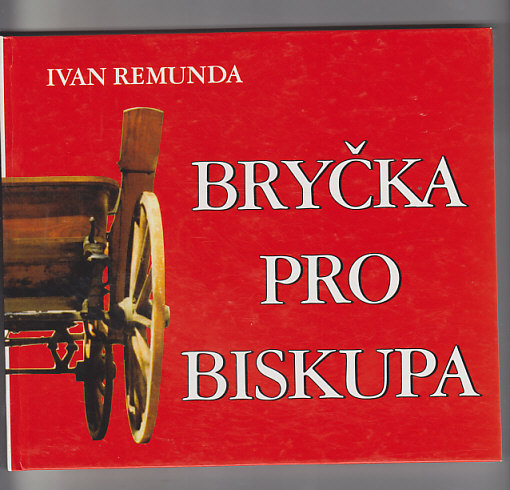 IVAN REMUNDA
BRYČKA
PRO
BISKUPA